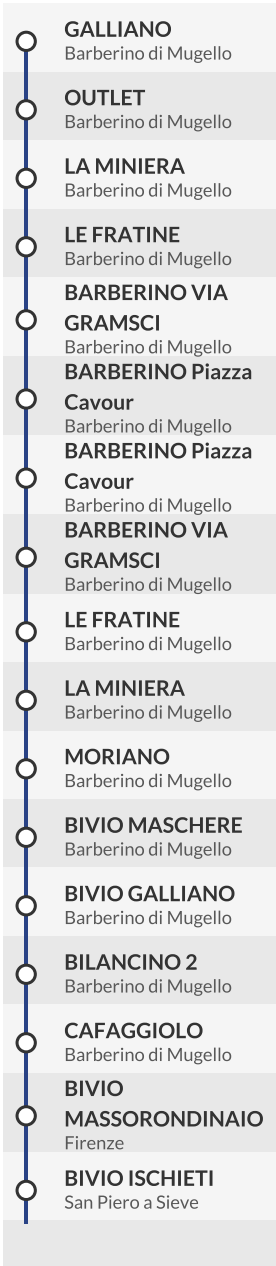 GALLIANO
Barberino di Mugello
OUTLET
Barberino di Mugello
LA MINIERA
Barberino di Mugello
LE FRATINE
Barberino di Mugello
BARBERINO VIA
GRAMSCI
Barberino di Mugello
BARBERINO Piazza
Cavour
Barberino di Mugello
BARBERINO Piazza
Cavour
Barberino di Mugello
BARBERINO VIA
GRAMSCI
Barberino di Mugello
LE FRATINE
Barberino di Mugello
LA MINIERA
Barberino di Mugello
MORIANO
Barberino di Mugello
BIVIO MASCHERE
Barberino di Mugello
BIVIO GALLIANO
Barberino di Mugello
BILANCINO 2
Barberino di Mugello
CAFAGGIOLO
Barberino di Mugello
BIVIO
MASSORONDINAIO
Firenze
BIVIO ISCHIETI
San Piero a Sieve